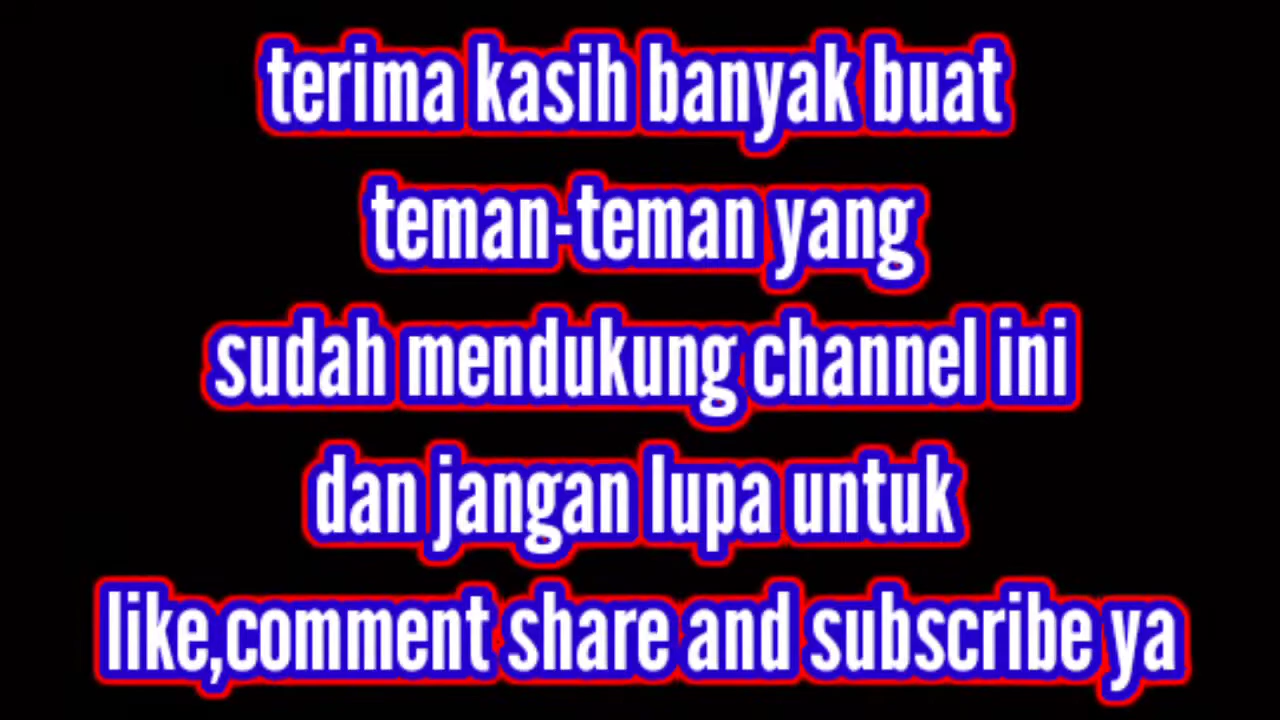 terima kasih banyak buat
teman-teman yang
sudah mendukung channel ini
dan jangan lupa untuk
like,comment share and subscribe ya